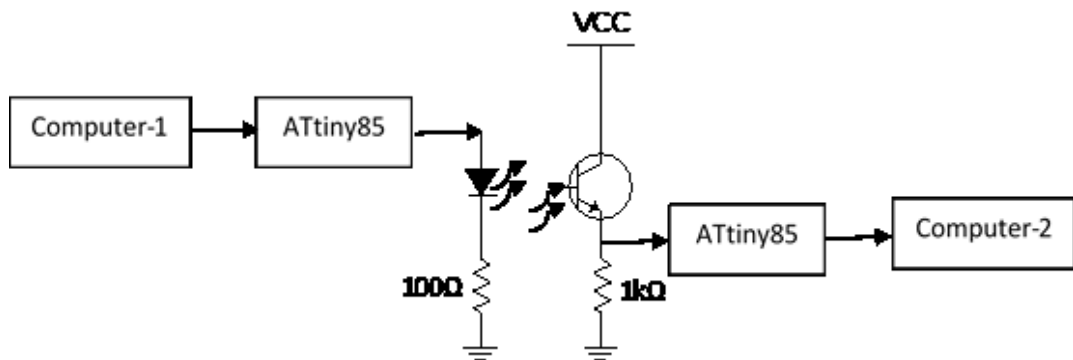 VCC
Computer-1
ATtiny85
ATtiny85
Computer-2
100Ω
1kΩ